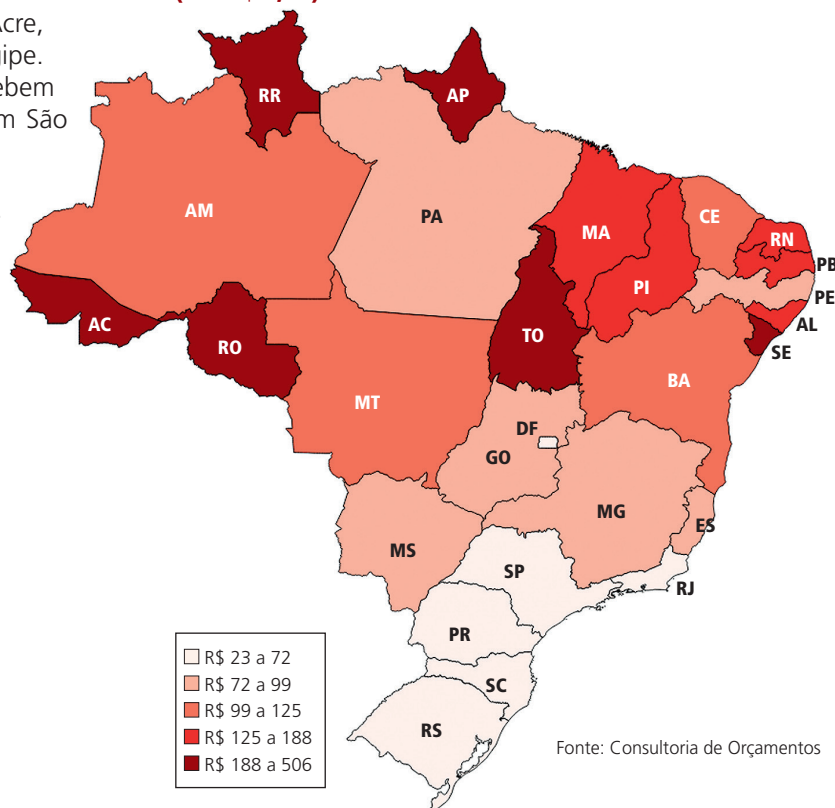 Acre,
m São
RR
AP
AM
PA
MA
CE
RN
PB
PI
PE
AL
SE
AC
RO
TO
BA
MT
DF
GO
MG
ES
MS
SP
RJ
PR
SC
RS
R$ 23 a 72
R$ 72 a 99
R$ 99 a 125
R$ 125 a 188
R$ 188 a 506
Fonte: Consultoria de Orçamentos